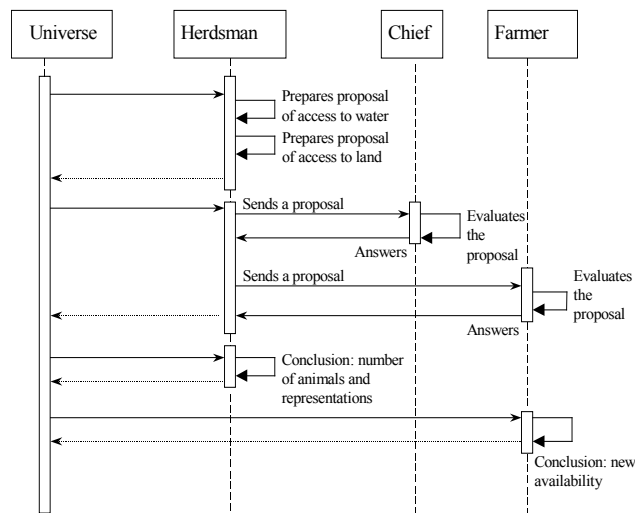 Universe
Herdsman
Chief
Farmer
Prepares proposal
of access to water
Prepares proposal
of access to land
Sends a proposal
Evaluates
the
proposal
Answers
Sends a proposal
Evaluates
the
proposal
Answers
Conclusion: number
of animals and
representations
Conclusion: new
availability